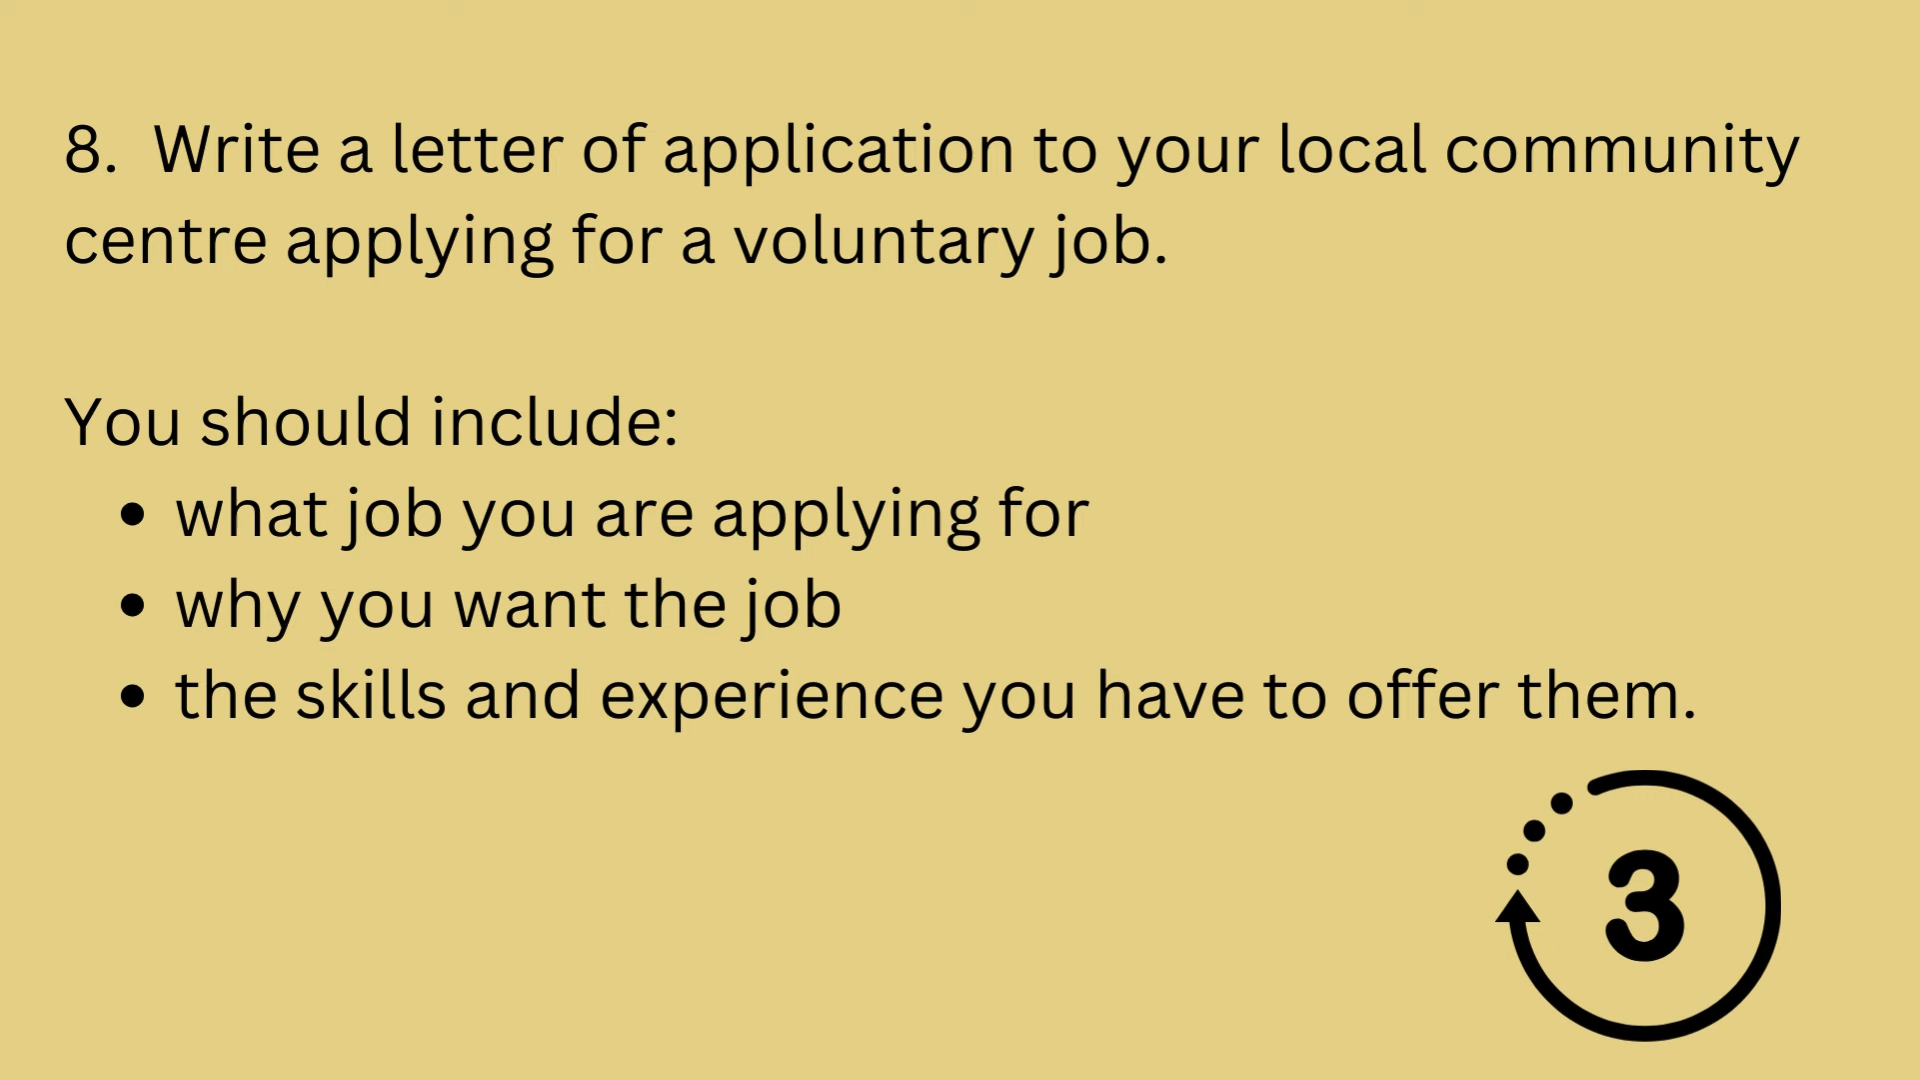 8.  Write a letter of application to your local community
centre applying for a voluntary job.
You should include:
• what job you are applying for
• why you want the job
• the skills and experience you have to offer them.
3